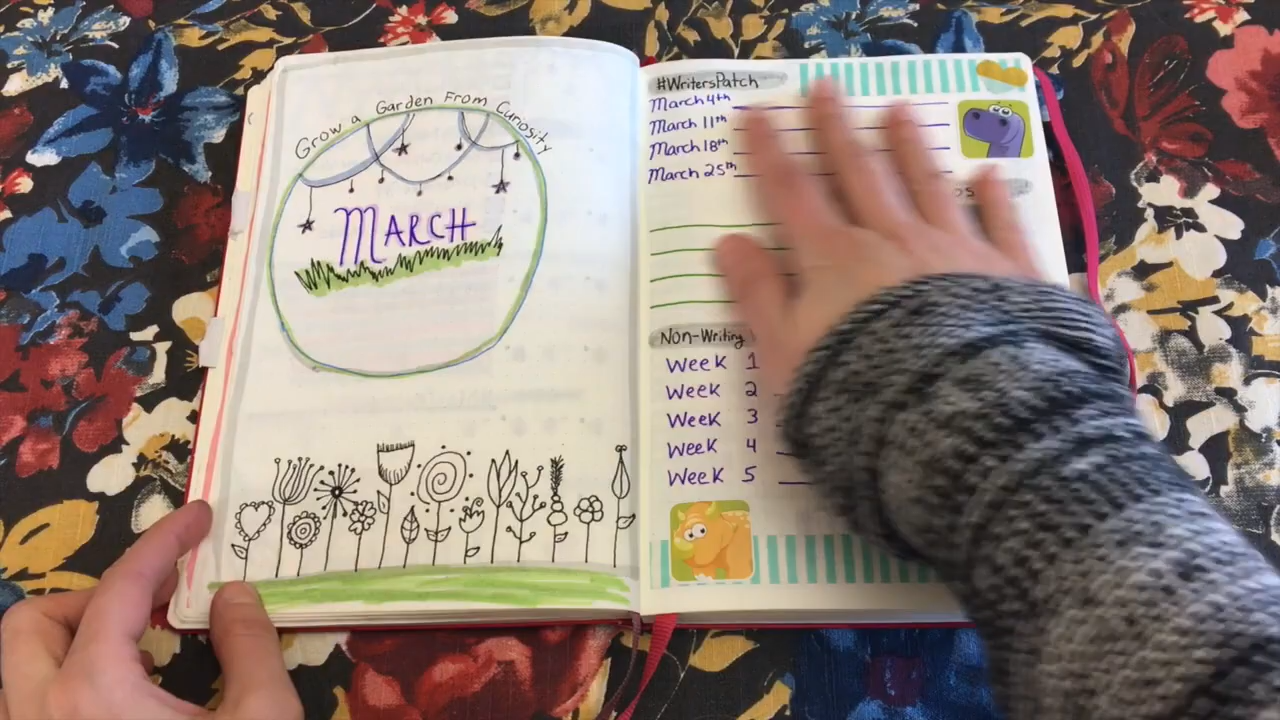 Grow a Garden From Curiosity
MARCH
#WritersPatch
March 4th
March 11th
March 18th
March 25th
Non-Writing
Week 1
Week 2
Week 3
Week 4
Week 5